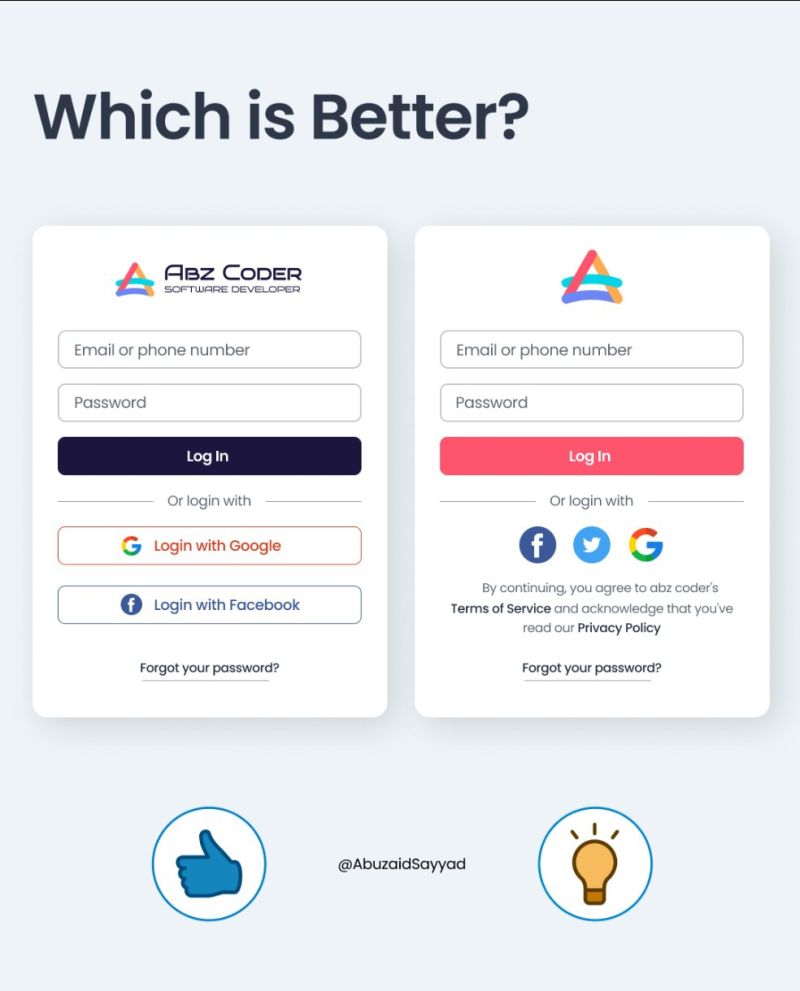 Which is Better?
Abz Coder
SOFTWARE DEVELOPER
Email or phone number
Password
Log In
Or login with
Login with Google
Login with Facebook
Forgot your password?
Email or phone number
Password
Log In
Or login with
By continuing, you agree to abz coder's
Terms of Service and acknowledge that you've
read our Privacy Policy
Forgot your password?
@AbuzaidSayyad